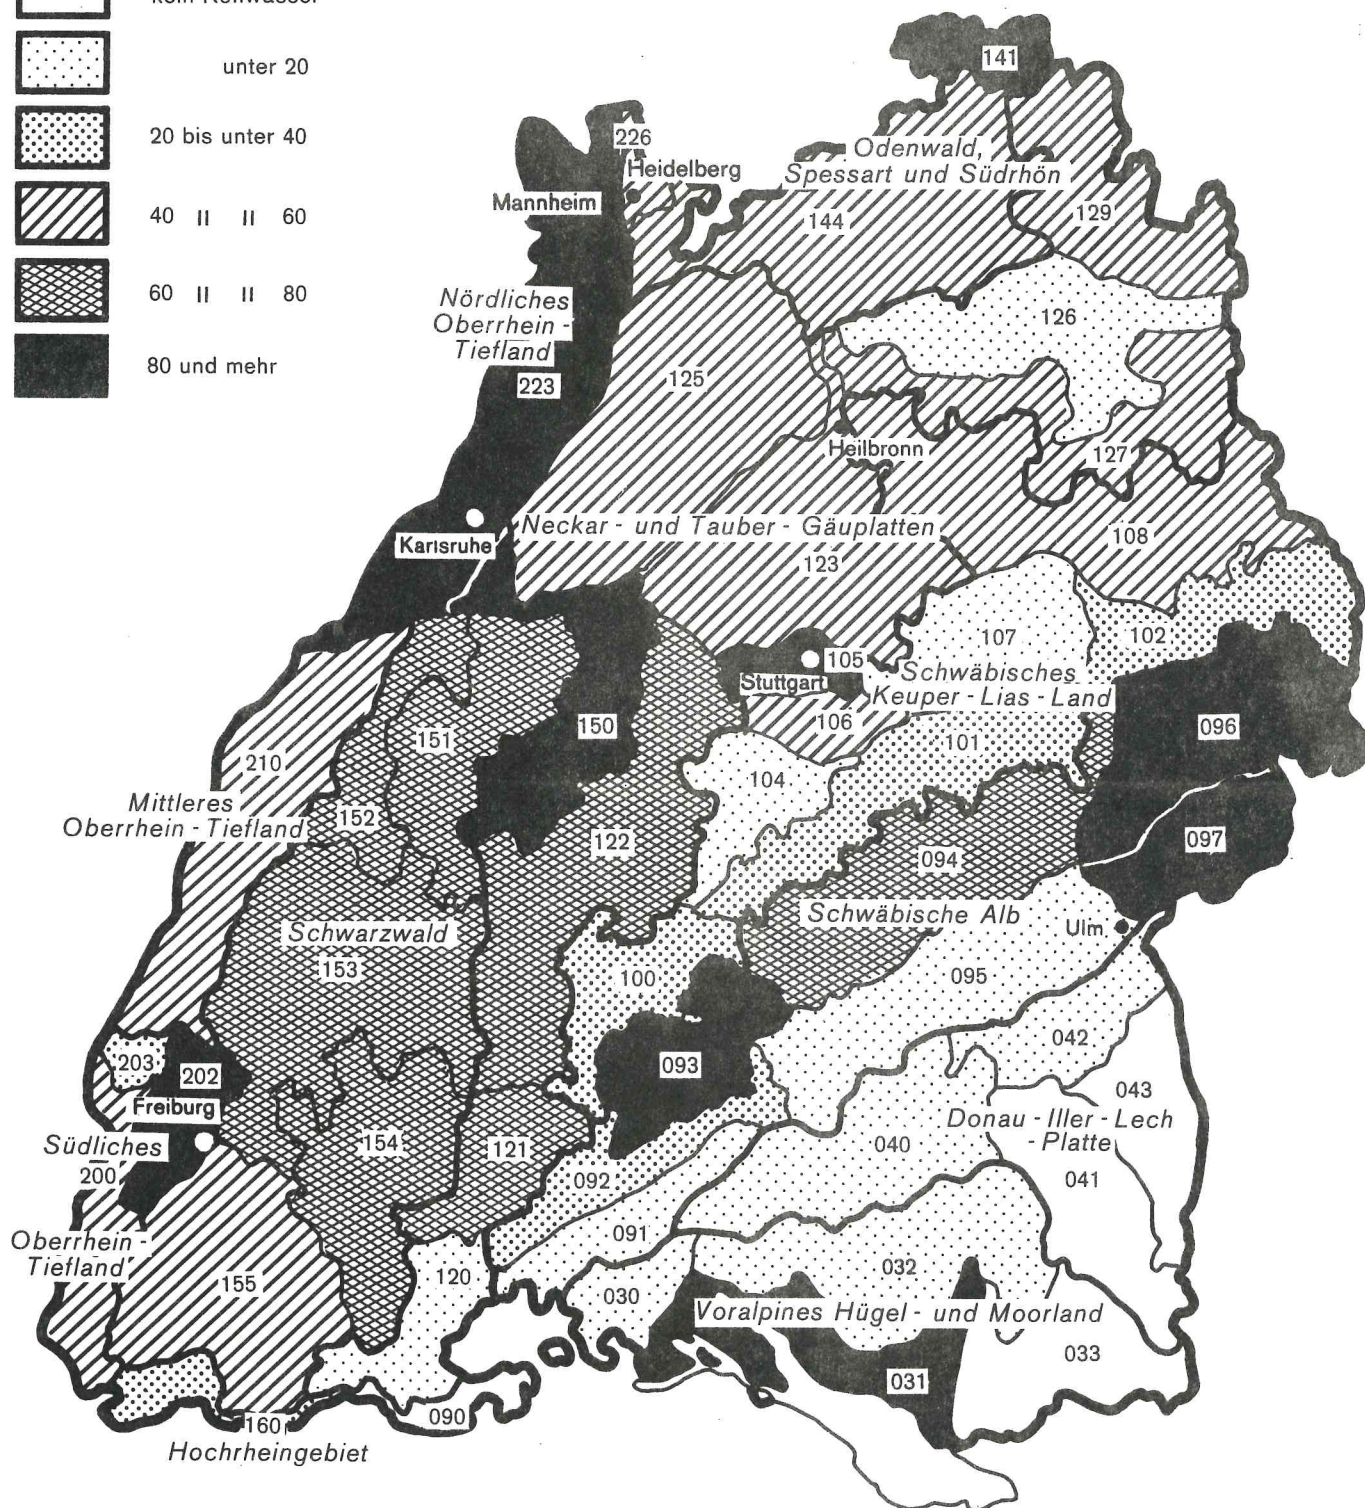 kein Rohwasser
unter 20
20 bis unter 40
40 " " 60
60 " " 80
80 und mehr
141
226
Heidelberg
Mannheim
Odenwald,
Spessart und Südrhön
144
129
Nördliches
Oberrhein -
Tiefland
223
126
125
Heilbronn
127
Karlsruhe
Neckar - und Tauber - Gäuplatten
123
108
107
102
105
Stuttgart
Schwäbisches
Keuper - Lias - Land
106
096
150
151
101
210
104
Mittleres
Oberrhein - Tiefland
152
122
094
097
Schwarzwald
153
Schwäbische Alb
Ulm
100
095
203
202
093
042
043
Freiburg
Südliches
200
Oberrhein -
Tiefland
154
121
092
040
Donau - Iller - Lech
- Platte
041
091
155
120
030
032
Voralpines Hügel - und Moorland
033
031
160
090
Hochrheingebiet